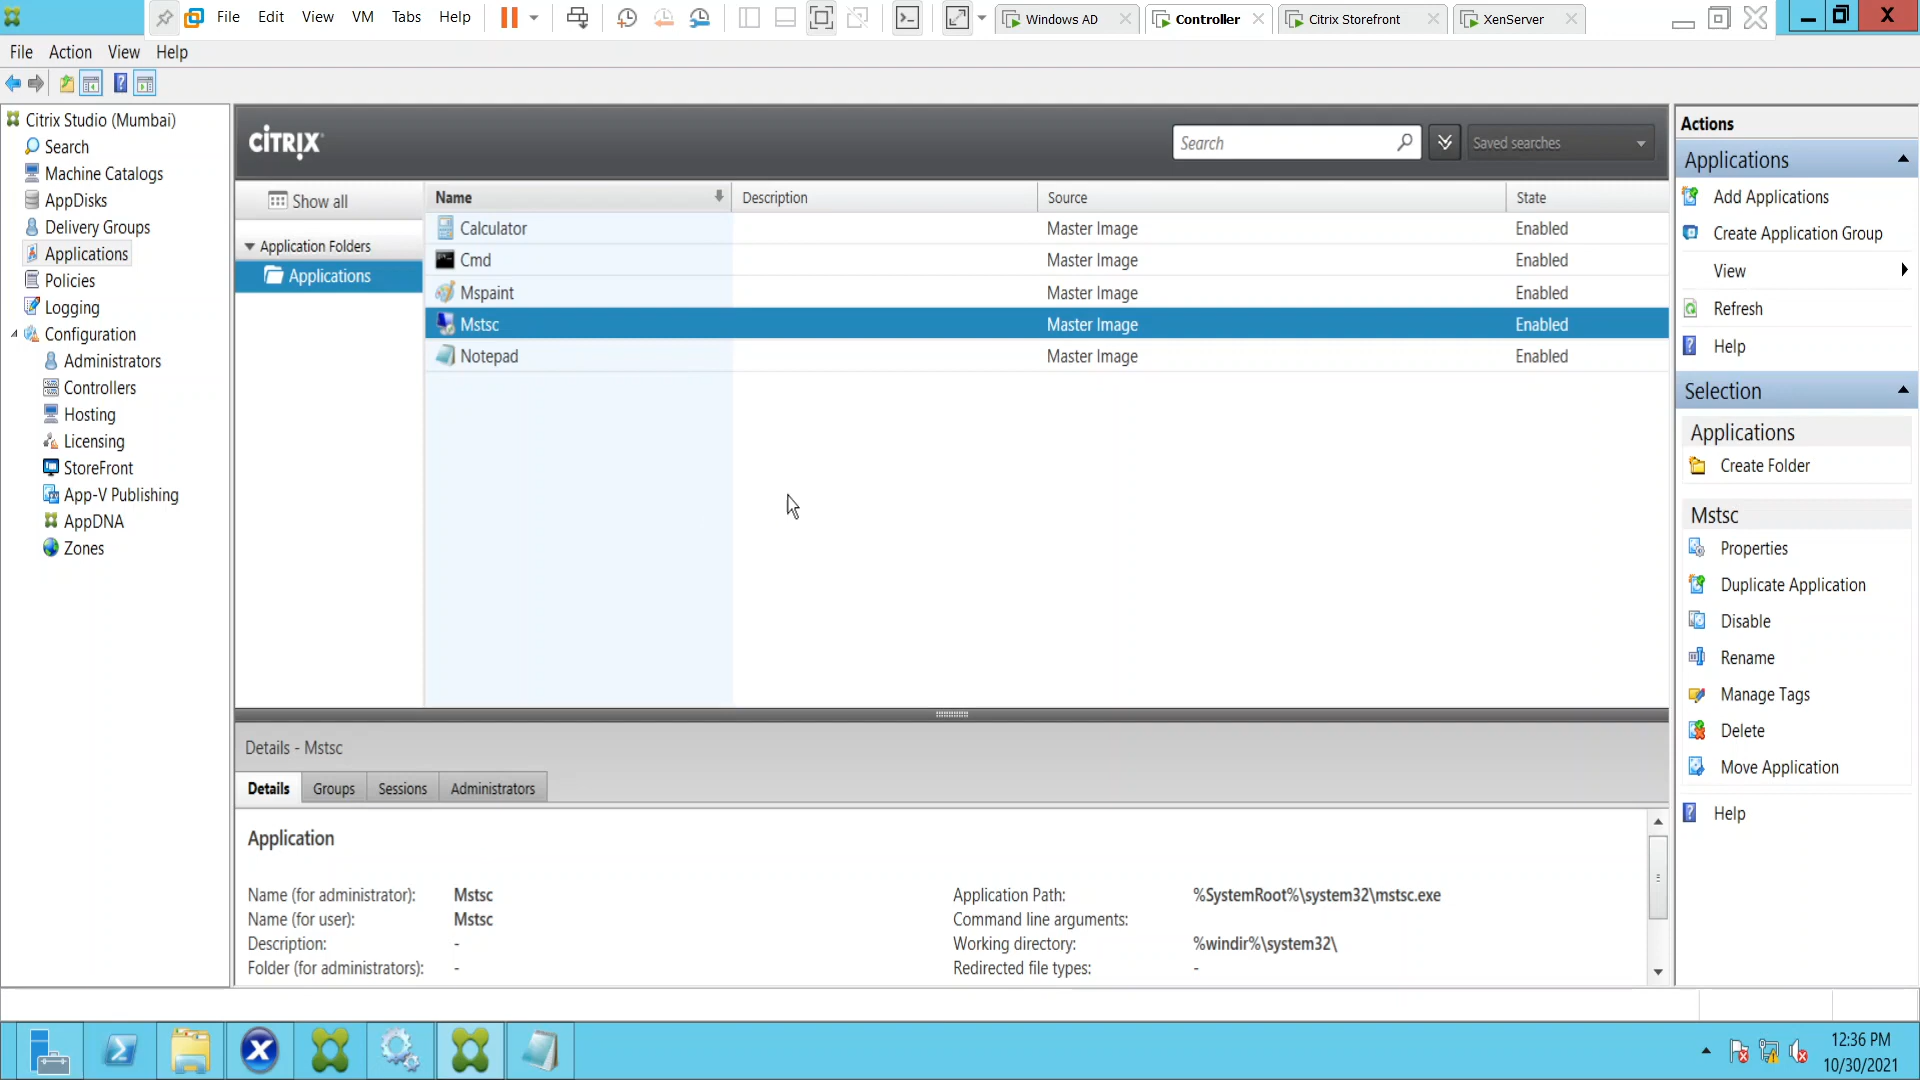 File Edit View VM Tabs Help
Windows AD
Controller
Citrix Storefront
XenServer
X
File Action View Help
?
Citrix Studio (Mumbai)
Search
Machine Catalogs
AppDisks
Delivery Groups
Applications
Policies
Logging
Configuration
Administrators
Controllers
Hosting
Licensing
StoreFront
App-V Publishing
AppDNA
Zones
CITRIX
Search
Saved searches
Show all
Application Folders
Applications
Name Description Source State
Calculator Master Image Enabled
Cmd Master Image Enabled
Mspaint Master Image Enabled
Mstsc Master Image Enabled
Notepad Master Image Enabled
Details - Mstsc
Details Groups Sessions Administrators
Application
Name (for administrator): Mstsc
Name (for user): Mstsc
Description: -
Folder (for administrators): -
Application Path: %SystemRoot%\system32\mstsc.exe
Command line arguments:
Working directory: %windir%\system32\
Redirected file types: -
Actions
Applications
Add Applications
Create Application Group
View
Refresh
Help
Selection
Applications
Create Folder
Mstsc
Properties
Duplicate Application
Disable
Rename
Manage Tags
Delete
Move Application
Help
X
12:36 PM
10/30/2021